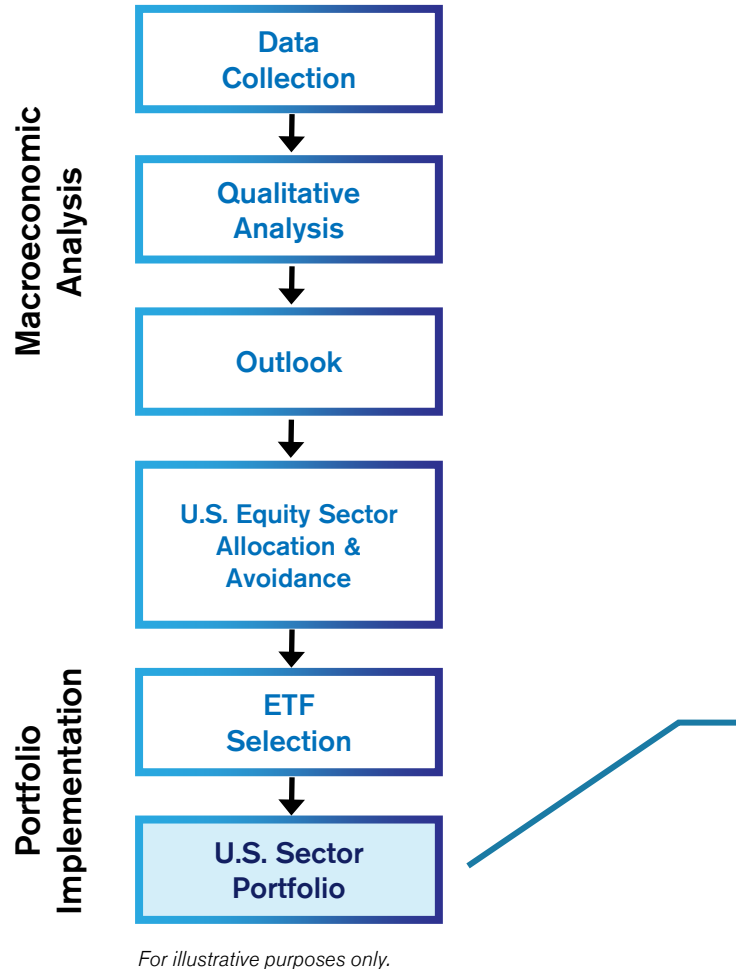 Macroeconomic
Analysis
Data
Collection
Qualitative
Analysis
Outlook
U.S. Equity Sector
Allocation &
Avoidance
Portfolio
Implementation
ETF
Selection
U.S. Sector
Portfolio
For illustrative purposes only.